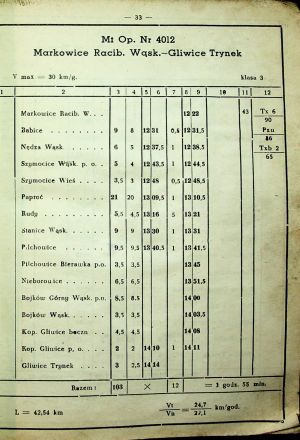 — 33 —
Mt Op. Nr 4012
Markowice Racib. Wąsk.—Gliwice Trynek
V max = 30 km/g. klasa 3
1 2 3 4 5 6 7 8 9 10 11 12
Markowice Racib. W. . . 12 22 43 Tx 6
90
Babice 9 8 12 31 0,5 12 31,5 Pxu
86
Nędza Wąsk 6 5 12 37,5 1 12 38,5 Txb 2
65
Szymocice Wąsk. p. o. . 5 4 12 43,5 1 12 44,5
Szymocice Wieś . . . . 3,5 3 12 48 0,5 12 48,5
Paproć 21 20 13 09,5 1 13 10,5
Rudy 5,5 4,5 13 16 5 13 21
Stanice Wąsk. 9 9 13 30 1 13 31
Pilchowice 9,5 9,5 13 40,5 1 13 41,5
Pilchowice Bierawka p.o. 3,5 3,5 13 45
Nieborowice 6,5 6,5 13 51,5
Bojków Górny Wąsk p.o. 8,5 8.5 14 00
Bojków Wąsk. 3,5 3,5 14 03,5
Kop. Gliwice boczn . . 4,5 4,5 14 08
Kop. Gliwice p, o. . . . 2 2 14 10 1 14 11
Gliwice Trynek 3 2,5 14 14
Razem: 103 × 12 = 1 godz. 55 min.
L = 42,54 km Vt = 24,7 km/god.
Vh 22,1